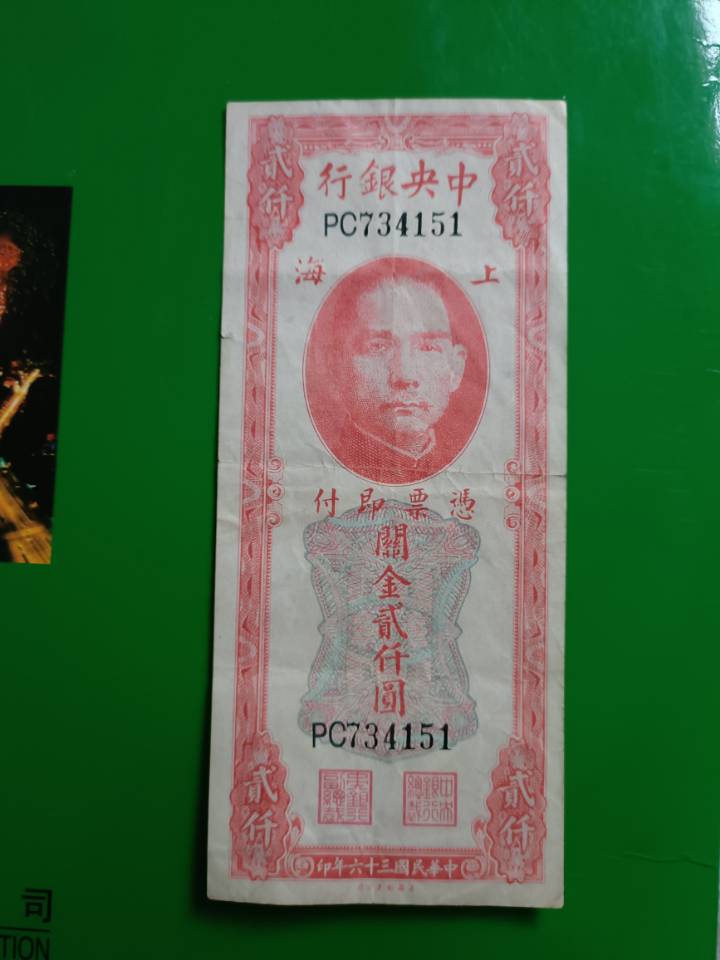 貳仟
貳仟
中央銀行
PC734151
上海
憑票即付
關金貳仟圓
PC734151
貳仟
貳仟
中華民國三十六年印
司
TION